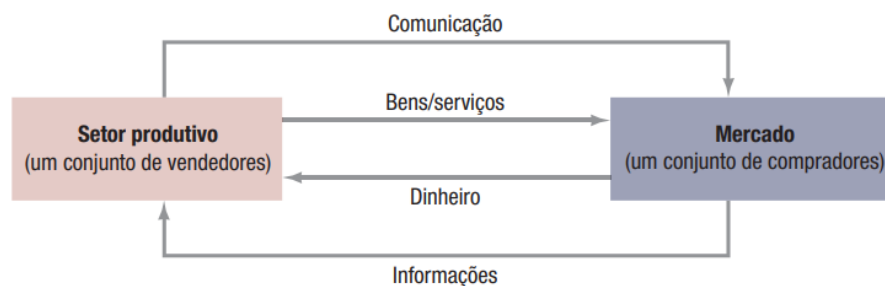 Comunicação
Bens/serviços
Setor produtivo
(um conjunto de vendedores)
Mercado
(um conjunto de compradores)
Dinheiro
Informações